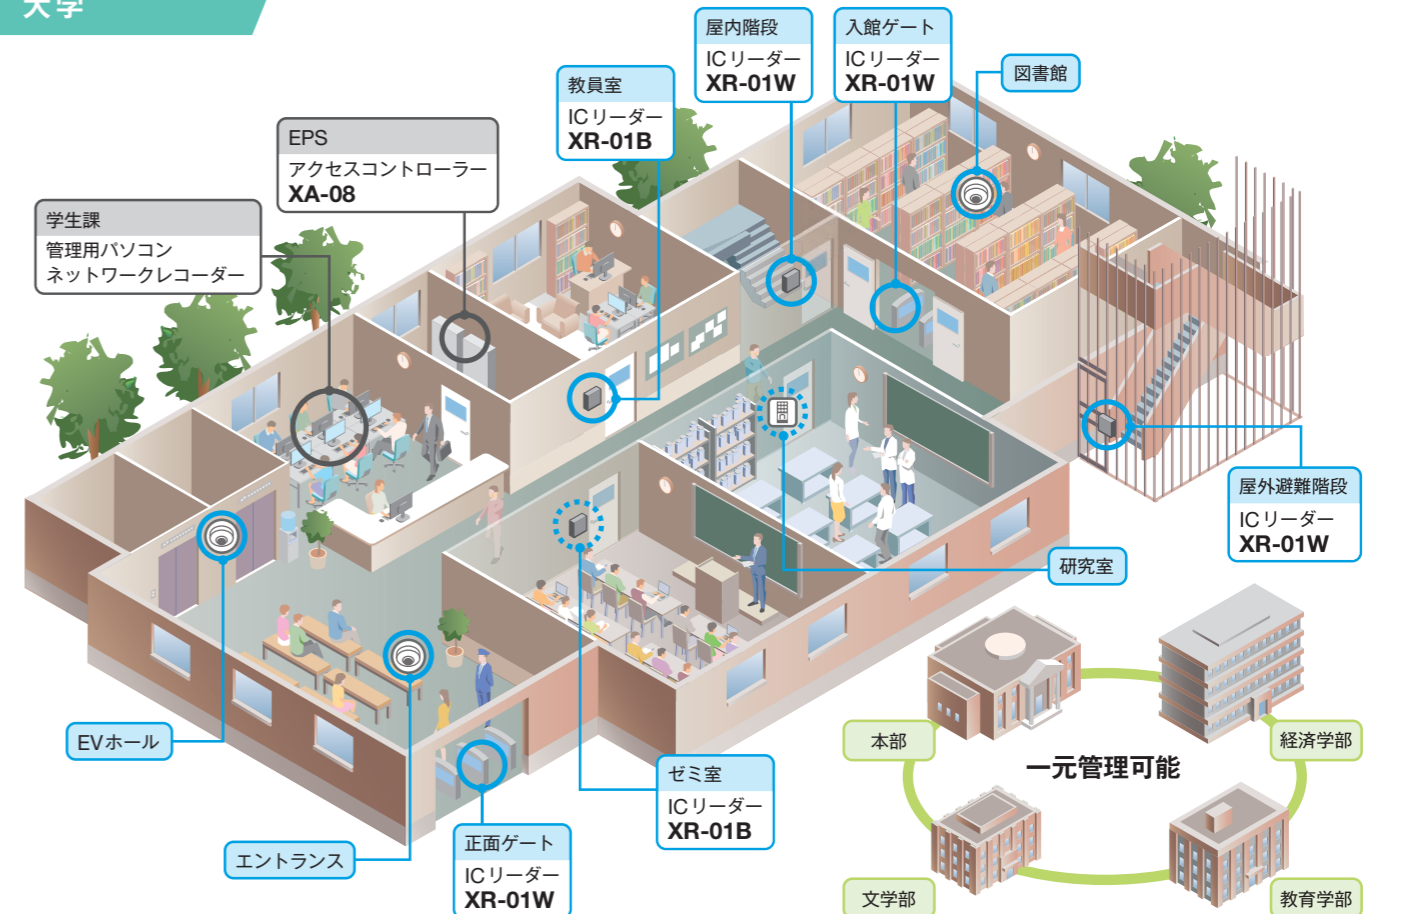 大学
屋内階段
ICリーダー
XR-01W
入館ゲート
ICリーダー
XR-01W
図書館
教員室
ICリーダー
XR-01B
EPS
アクセスコントローラー
XA-08
学生課
管理用パソコン
ネットワークレコーダー
屋外避難階段
ICリーダー
XR-01W
研究室
EVホール
エントランス
正面ゲート
ICリーダー
XR-01W
ゼミ室
ICリーダー
XR-01B
本部
経済学部
一元管理可能
文学部
教育学部